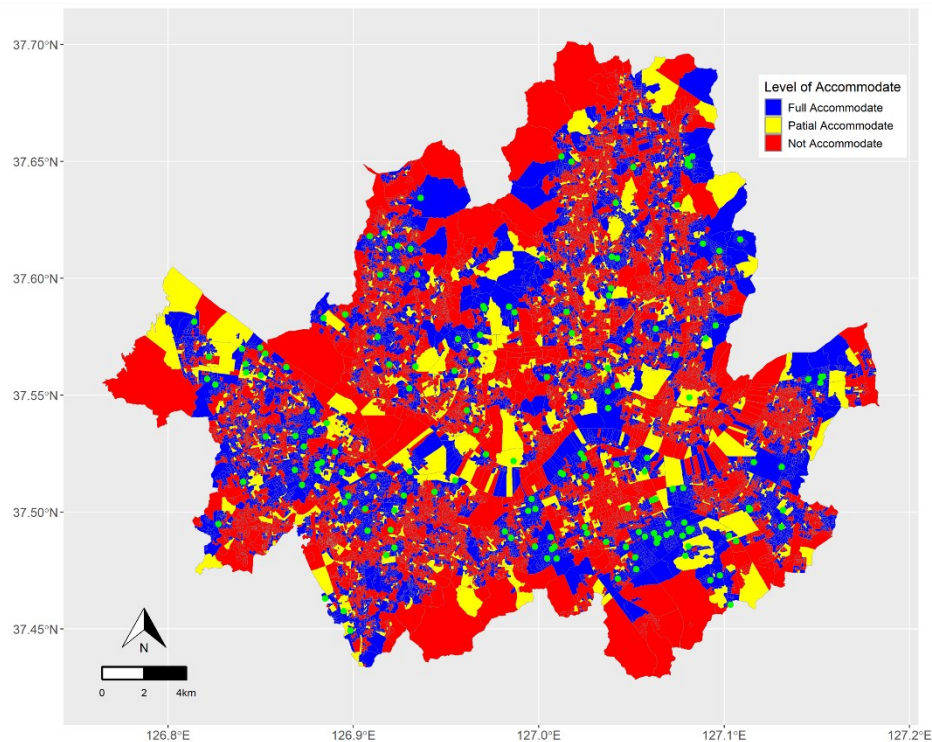 37.70°N
37.65°N
37.60°N
37.55°N
37.50°N
37.45°N
Level of Accommodate
Full Accommodate
Patial Accommodate
Not Accommodate
N
0 2 4km
126.8°E 126.9°E 127.0°E 127.1°E 127.2°E